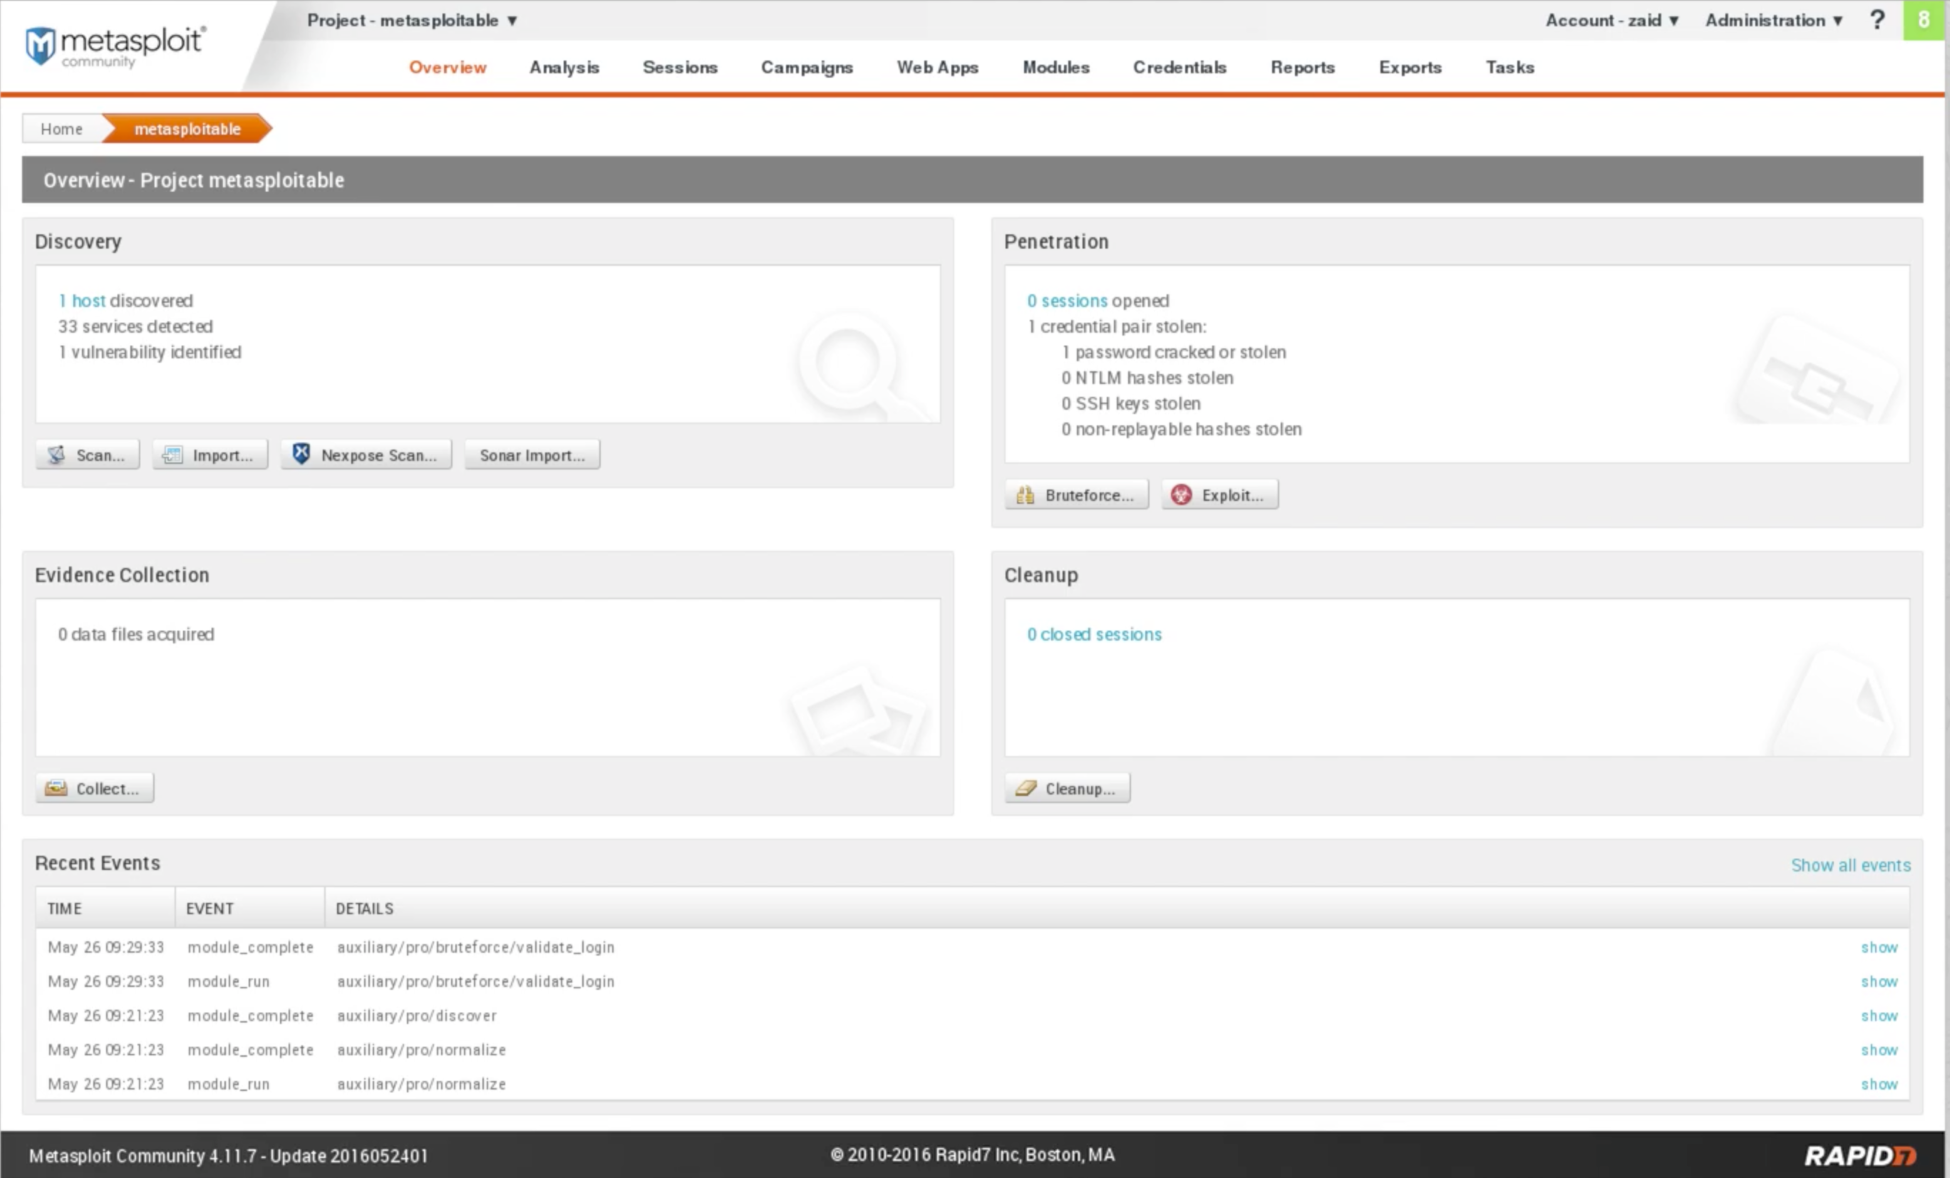 metasploit®
community
Project - metasploitable ▼
Account - zaid ▼ Administration ▼ ? 8
Overview Analysis Sessions Campaigns Web Apps Modules Credentials Reports Exports Tasks
Home metasploitable
Overview - Project metasploitable
Discovery
1 host discovered
33 services detected
1 vulnerability identified
Scan... Import... Nexpose Scan... Sonar Import...
Penetration
0 sessions opened
1 credential pair stolen:
1 password cracked or stolen
0 NTLM hashes stolen
0 SSH keys stolen
0 non-replayable hashes stolen
Bruteforce... Exploit...
Evidence Collection
0 data files acquired
Collect...
Cleanup
0 closed sessions
Cleanup...
Recent Events Show all events
TIME EVENT DETAILS
May 26 09:29:33 module_complete auxiliary/pro/bruteforce/validate_login show
May 26 09:29:33 module_run auxiliary/pro/bruteforce/validate_login show
May 26 09:21:23 module_complete auxiliary/pro/discover show
May 26 09:21:23 module_complete auxiliary/pro/normalize show
May 26 09:21:23 module_run auxiliary/pro/normalize show
Metasploit Community 4.11.7 - Update 2016052401 © 2010-2016 Rapid7 Inc, Boston, MA RAPID7